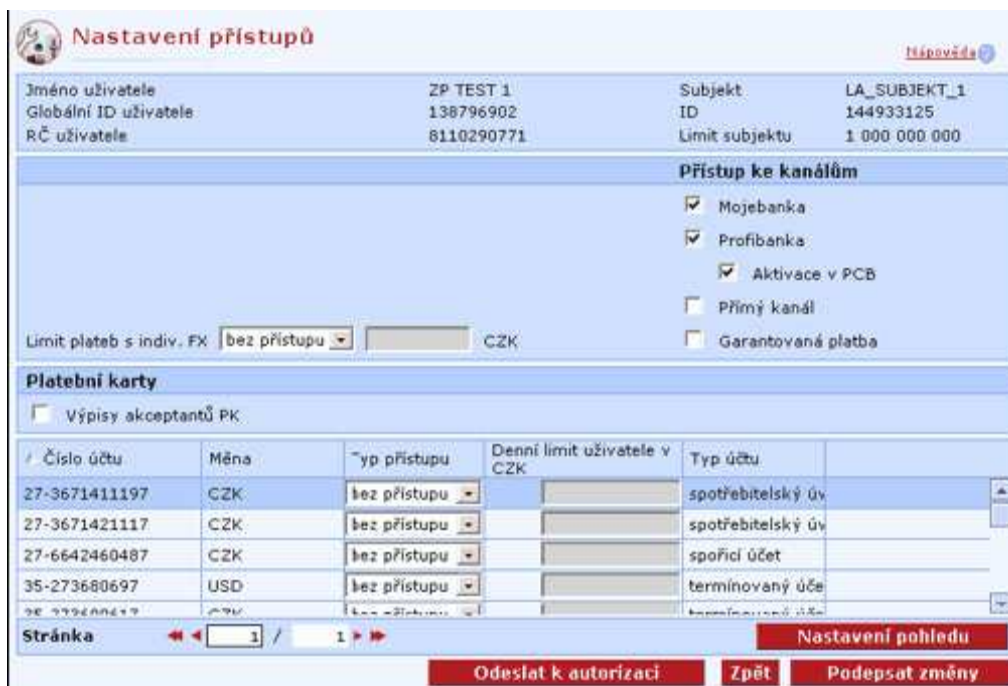 Nastavení přístupů
Nápověda
Jméno uživatele ZP TEST 1 Subjekt LA_SUBJEKT_1
Globální ID uživatele 138796902 ID 144933125
RČ uživatele 8110290771 Limit subjektu 1 000 000 000
Přístup ke kanálům
Mojebanka
Profibanka
Aktivace v PCB
Přímý kanál
Limit plateb s indiv. FX bez přístupu CZK Garantovaná platba
Platební karty
Výpisy akceptantů PK
Číslo účtu Měna Typ přístupu Denní limit uživatele v CZK Typ účtu
27-3671411197 CZK bez přístupu spotřebitelský úv
27-3671421117 CZK bez přístupu spotřebitelský úv
27-6642460487 CZK bez přístupu spořicí účet
35-273680697 USD bez přístupu termínovaný úče
Stránka 1 / 1 Nastavení pohledu
Odeslat k autorizaci Zpět Podepsat změny